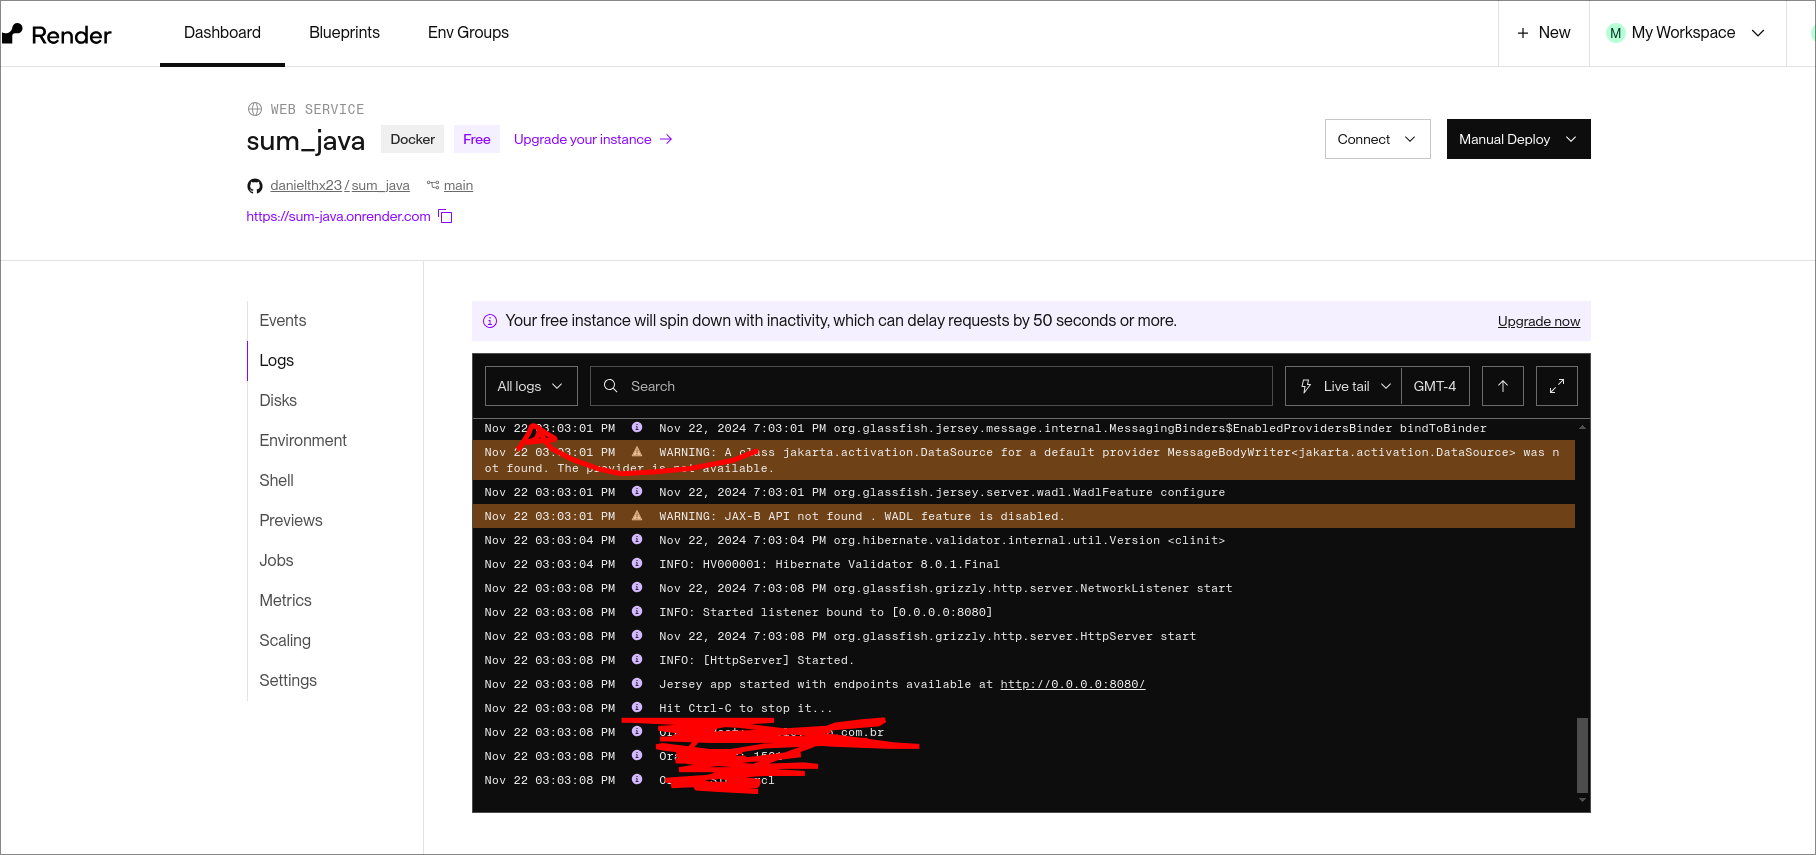 Render
Dashboard
Blueprints
Env Groups
+ New
M My Workspace
WEB SERVICE
sum_java Docker Free Upgrade your instance →
Connect
Manual Deploy
danielthx23 / sum_java main
https://sum-java.onrender.com
Events
Logs
Disks
Environment
Shell
Previews
Jobs
Metrics
Scaling
Settings
Your free instance will spin down with inactivity, which can delay requests by 50 seconds or more. Upgrade now
All logs Search Live tail GMT-4
Nov 22 03:03:01 PM Nov 22, 2024 7:03:01 PM org.glassfish.jersey.message.internal.MessagingBinders$EnabledProvidersBinder bindToBinder
Nov 22 03:03:01 PM WARNING: A class jakarta.activation.DataSource for a default provider MessageBodyWriter<jakarta.activation.DataSource> was n
ot found. The provider is not available.
Nov 22 03:03:01 PM Nov 22, 2024 7:03:01 PM org.glassfish.jersey.server.wadl.WadlFeature configure
Nov 22 03:03:01 PM WARNING: JAX-B API not found . WADL feature is disabled.
Nov 22 03:03:04 PM Nov 22, 2024 7:03:04 PM org.hibernate.validator.internal.util.Version <clinit>
Nov 22 03:03:04 PM INFO: HV000001: Hibernate Validator 8.0.1.Final
Nov 22 03:03:08 PM Nov 22, 2024 7:03:08 PM org.glassfish.grizzly.http.server.NetworkListener start
Nov 22 03:03:08 PM INFO: Started listener bound to [0.0.0.0:8080]
Nov 22 03:03:08 PM Nov 22, 2024 7:03:08 PM org.glassfish.grizzly.http.server.HttpServer start
Nov 22 03:03:08 PM INFO: [HttpServer] Started.
Nov 22 03:03:08 PM Jersey app started with endpoints available at http://0.0.0.0:8080/
Nov 22 03:03:08 PM Hit Ctrl-C to stop it...
Nov 22 03:03:08 PM .com.br
Nov 22 03:03:08 PM
Nov 22 03:03:08 PM